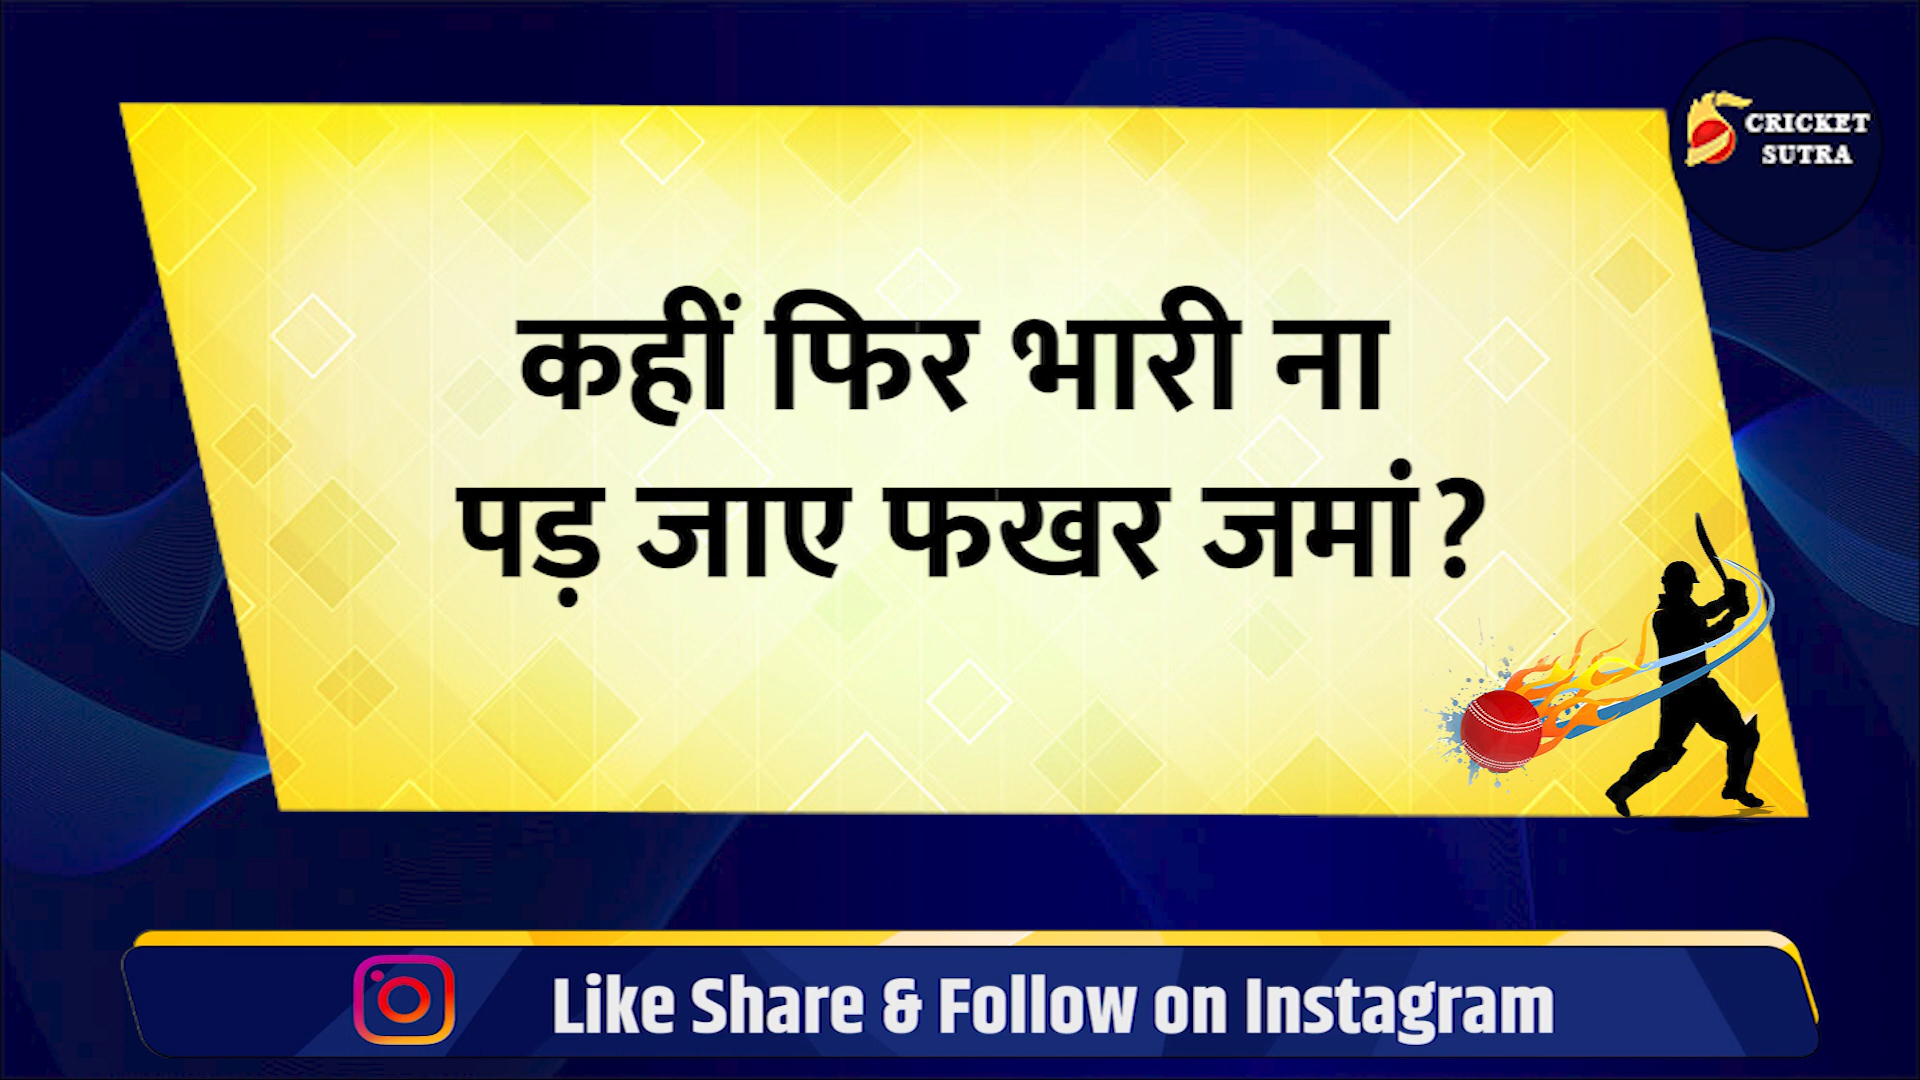 CRICKET
SUTRA
कहीं फिर भारी ना
पड़ जाए फखर जमां?
Like Share & Follow on Instagram